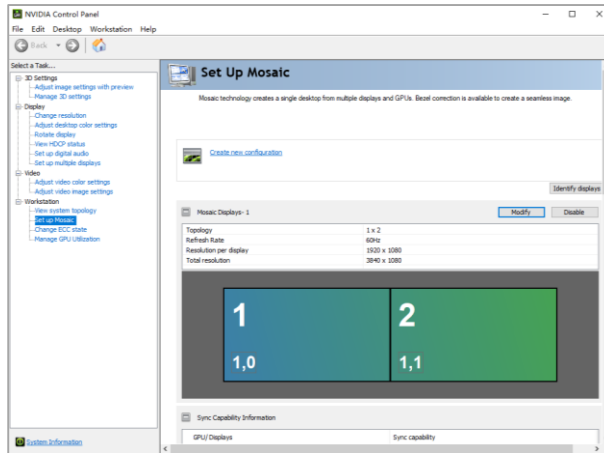 NVIDIA Control Panel
File Edit Desktop Workstation Help
Back
Select a Task...
3D Settings
Adjust image settings with preview
Manage 3D settings
Display
Change resolution
Adjust desktop color settings
Rotate display
View HDCP status
Set up digital audio
Set up multiple displays
Video
Adjust video color settings
Adjust video image settings
Workstation
View system topology
Set up Mosaic
Change ECC state
Manage GPU Utilization
System Information
Set Up Mosaic
Mosaic technology creates a single desktop from multiple displays and GPUs. Bezel correction is available to create a seamless image.
Create new configuration
Identify displays
Mosaic Displays- 1 Modify Disable
Topology 1 x 2
Refresh Rate 60Hz
Resolution per display 1920 x 1080
Total resolution 3840 x 1080
1 2
1,0 1,1
Sync Capability Information
GPU/ Displays Sync capability